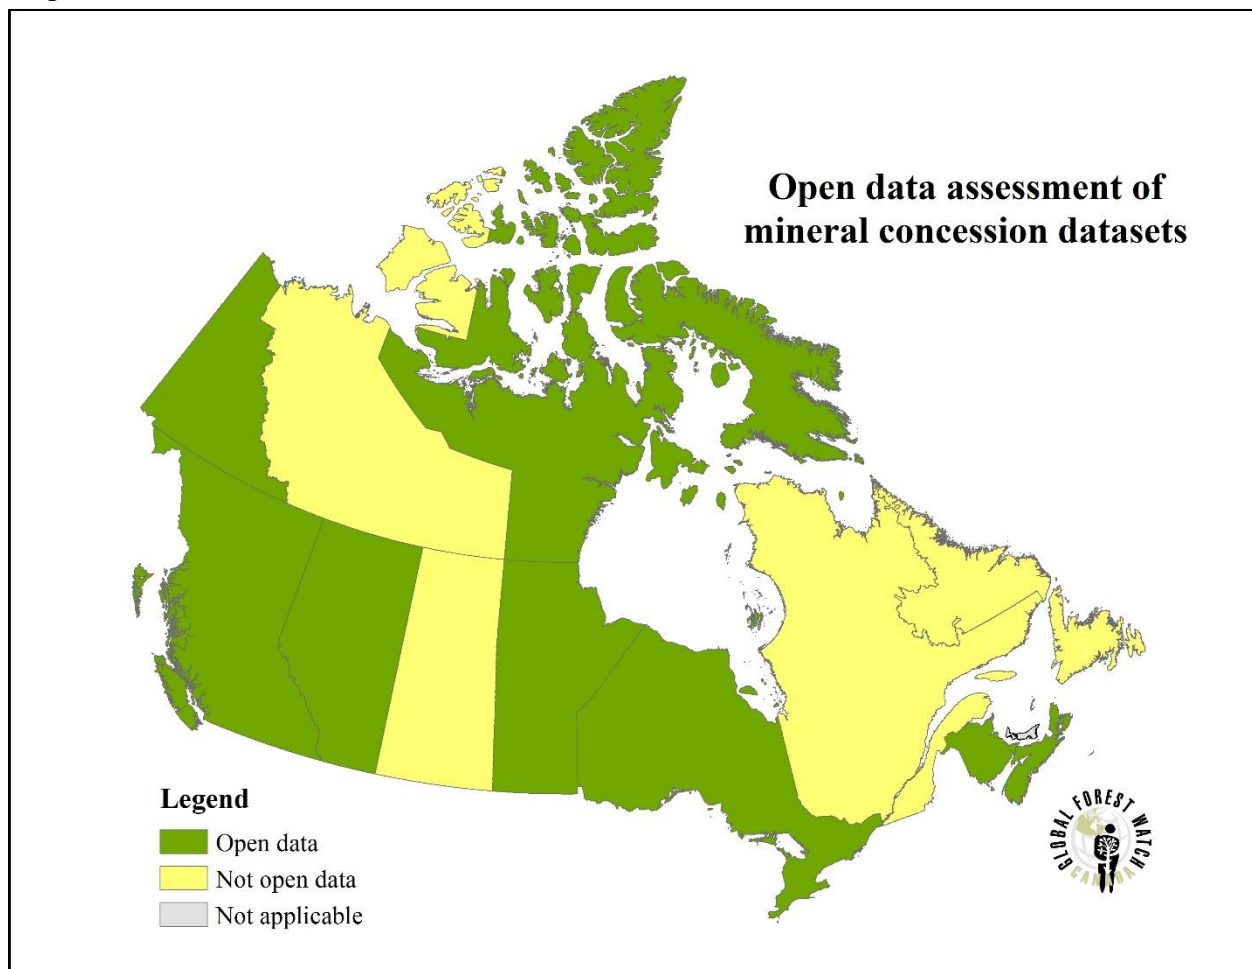 Open data assessment of
mineral concession datasets
Legend
Open data
Not open data
Not applicable
GLOBAL FOREST WATCH
CANADA